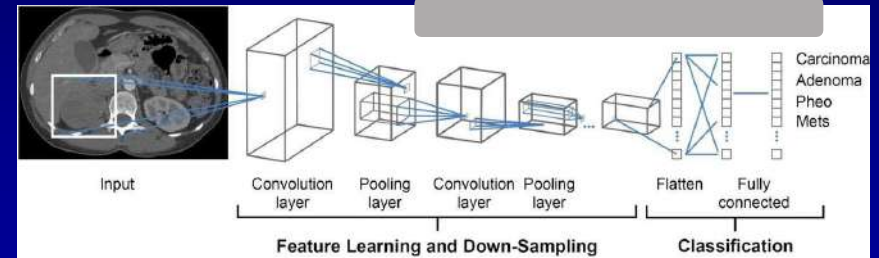 Carcinoma
Adenoma
Pheo
Mets
Input
Convolution layer
Pooling layer
Convolution layer
Pooling layer
Flatten
Fully connected
Feature Learning and Down-Sampling
Classification